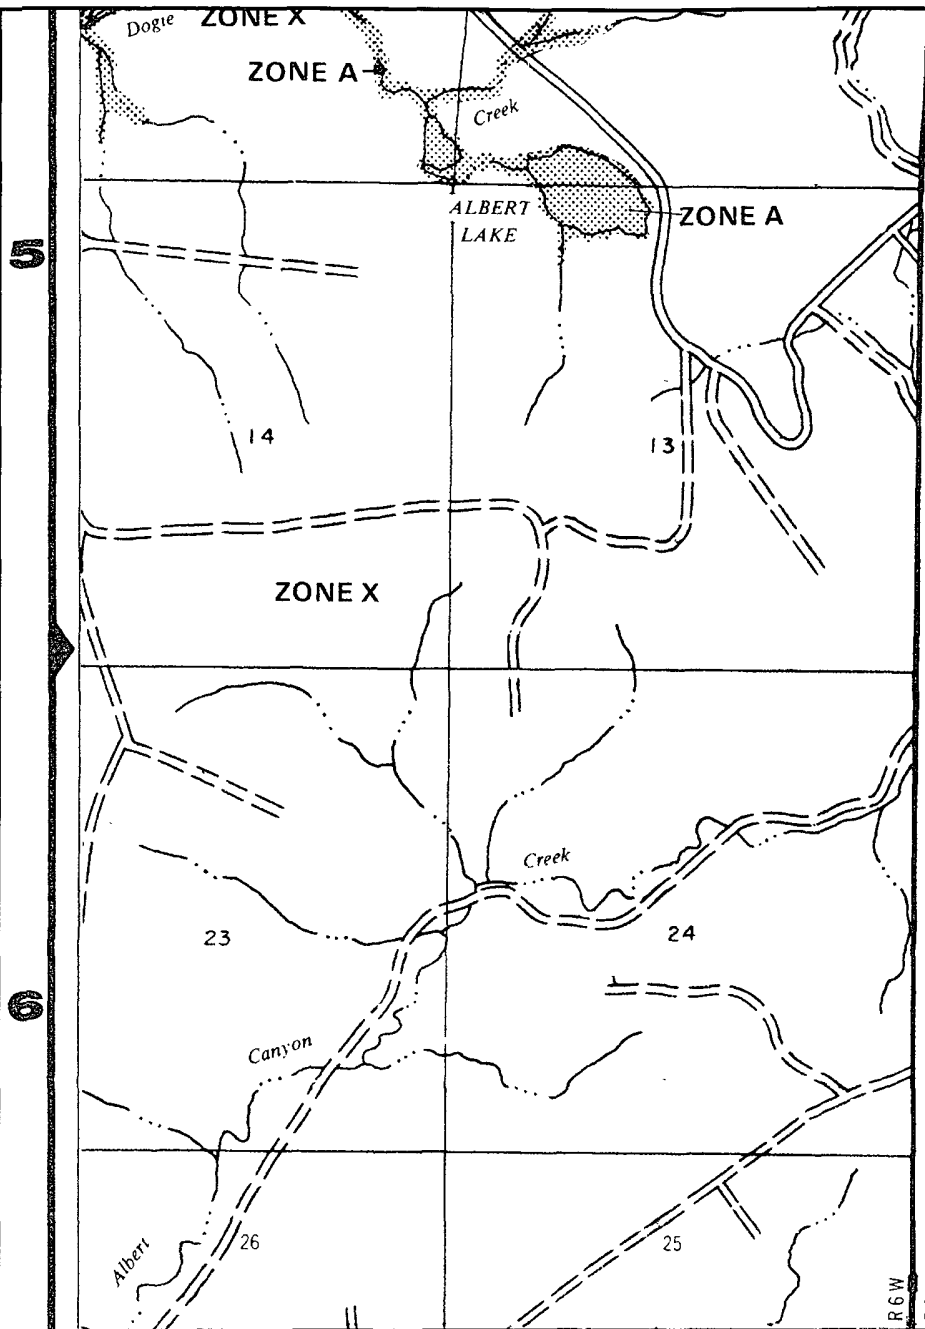 Dogie
ZONE X
ZONE A
Creek
ALBERT
LAKE
ZONE A
5
14
13
ZONE X
Creek
23
24
6
Canyon
Albert
26
25
R6W